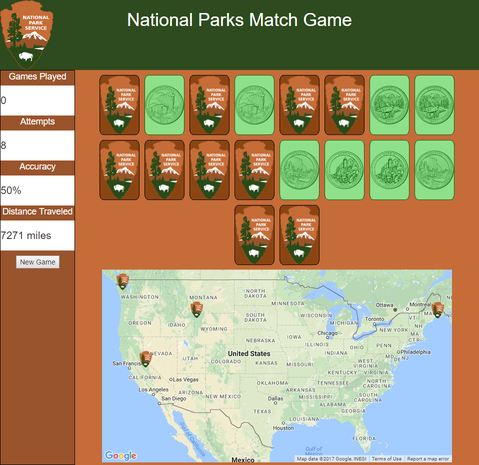 National Parks Match Game
NATIONAL
PARK
SERVICE
Games Played
0
Attempts
8
Accuracy
50%
Distance Traveled
7271 miles
New Game
NATIONAL
PARK
SERVICE
NATIONAL
PARK
SERVICE
NATIONAL
PARK
SERVICE
NATIONAL
PARK
SERVICE
NATIONAL
PARK
SERVICE
NATIONAL
PARK
SERVICE
NATIONAL
PARK
SERVICE
NATIONAL
PARK
SERVICE
NATIONAL
PARK
SERVICE
NATIONAL
PARK
SERVICE
WASHINGTON
MONTANA
NORTH
DAKOTA
MINNESOTA
Ottawa
Montreal
OREGON
IDAHO
WYOMING
SOUTH
DAKOTA
WISCONSIN
MICHIGAN
Toronto
NEW YORK
IOWA
Chicago
NEBRASKA
ILLINOIS
INDIANA
OHIO
PENN
Philadelphia
NEVADA
UTAH
COLORADO
United States
KANSAS
MISSOURI
WEST
VIRGINIA
VIRGINIA
KENTUCKY
San Francisco
CALIFORNIA
Las Vegas
OKLAHOMA
TENNESSEE
NORTH
CAROLINA
Los Angeles
ARIZONA
NEW MEXICO
ARKANSAS
MISSISSIPPI
SOUTH
CAROLINA
San Diego
Dallas
ALABAMA
GEORGIA
TEXAS
LOUISIANA
Houston
FLORIDA
Gulf of
Mexico
Google
Map data ©2017 Google, INEGI
Terms of Use
Report a map error